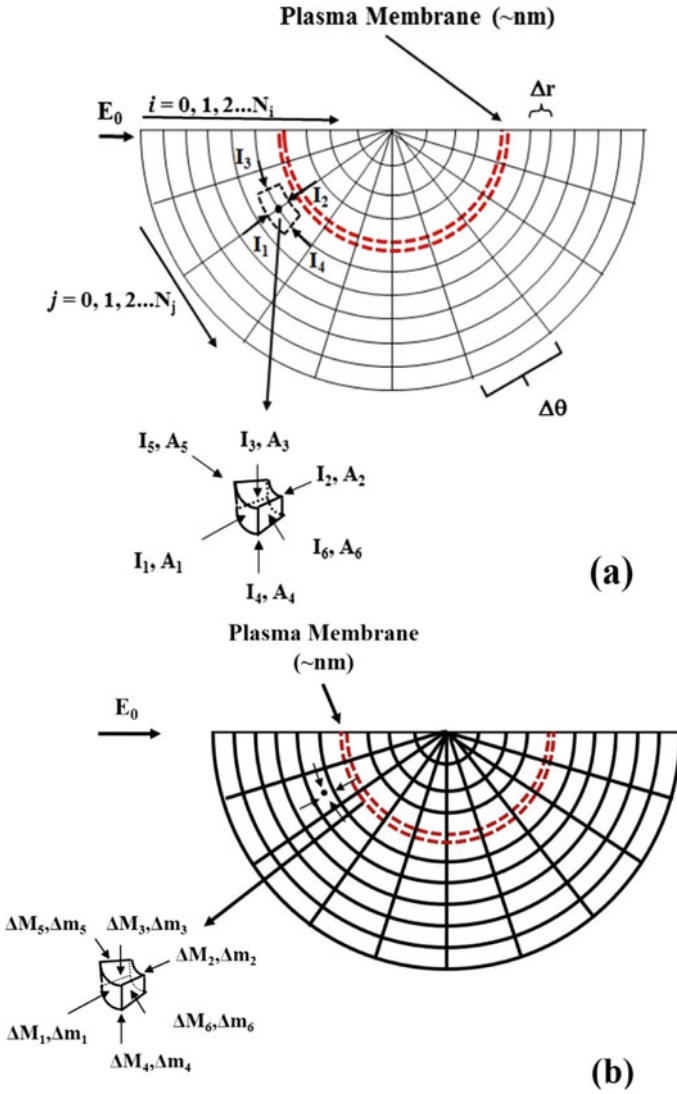 Plasma Membrane (~nm)
Δr
E₀
i = 0, 1, 2...Nᵢ
I₃
I₂
I₁
I₄
j = 0, 1, 2...Nⱼ
Δθ
I₅, A₅
I₃, A₃
I₂, A₂
I₁, A₁
I₆, A₆
I₄, A₄
(a)
Plasma Membrane
(~nm)
E₀
ΔM₅,Δm₅
ΔM₃,Δm₃
ΔM₂,Δm₂
ΔM₁,Δm₁
ΔM₆,Δm₆
ΔM₄,Δm₄
(b)